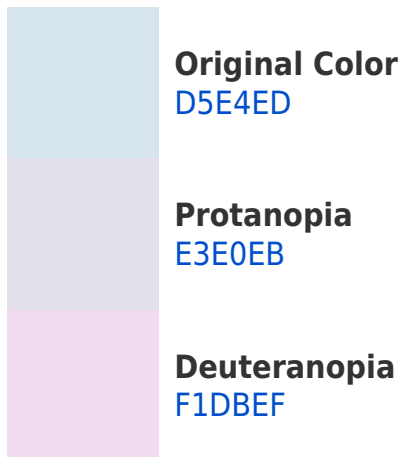 Original Color
D5E4ED
Protanopia
E3E0EB
Deuteranopia
F1DBEF